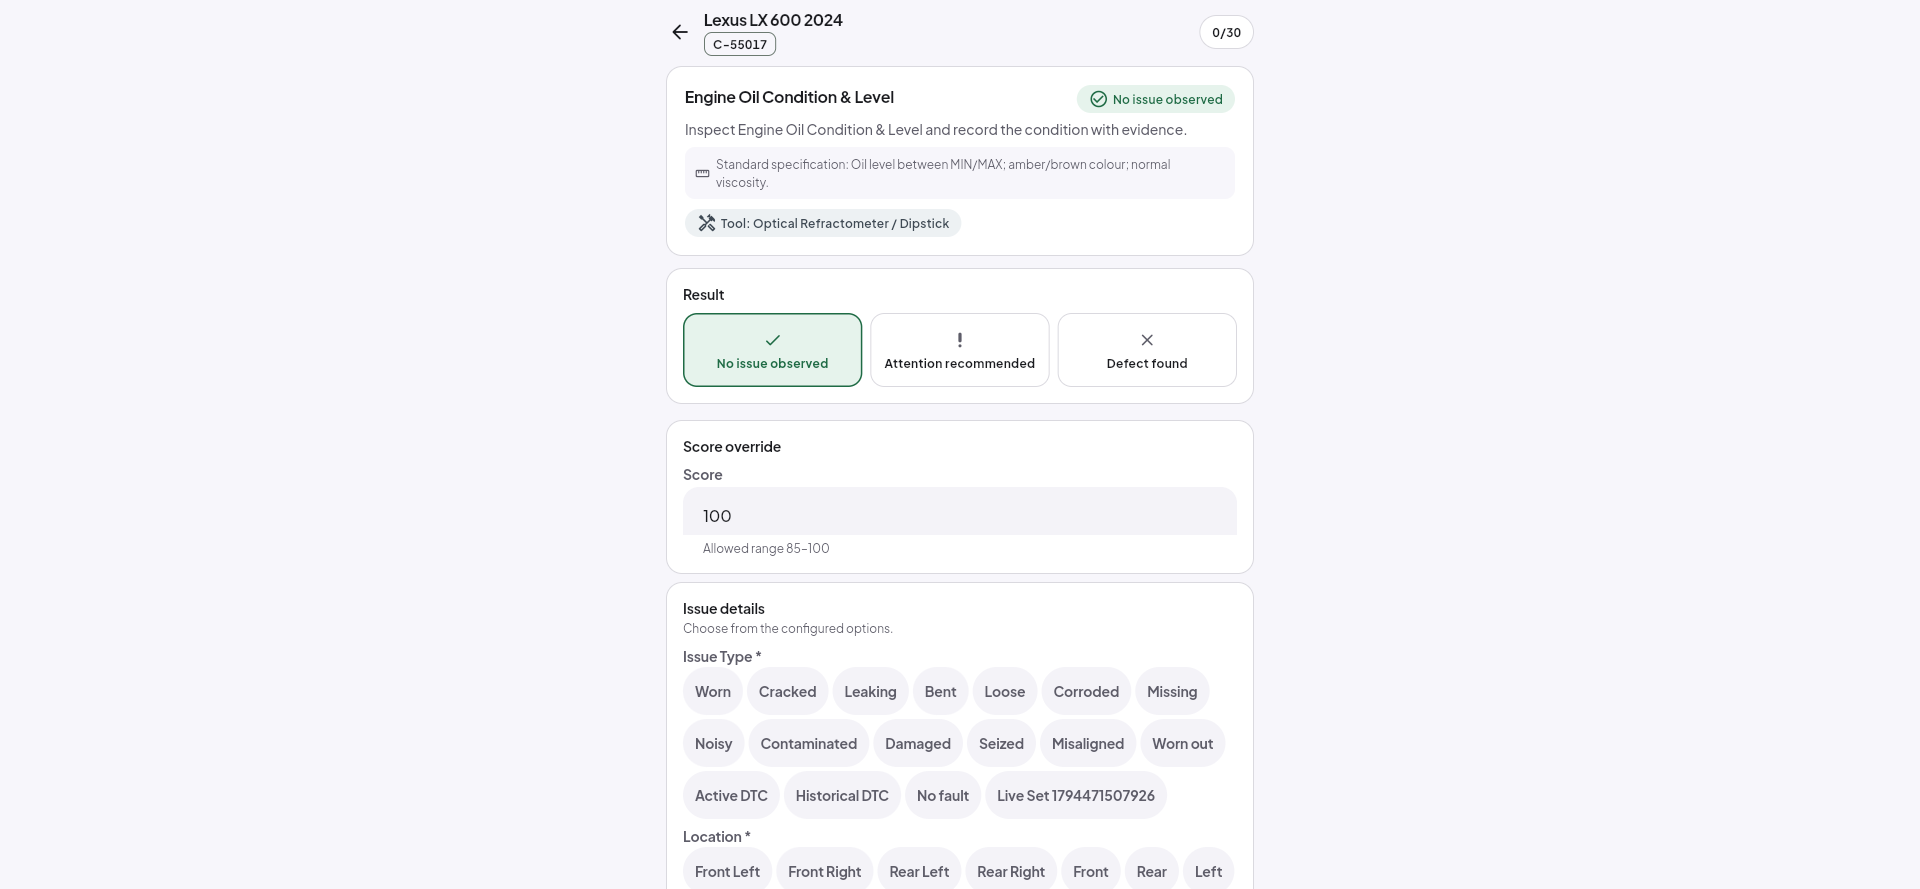 Lexus LX 600 2024
C-55017
0/30
Engine Oil Condition & Level
No issue observed
Inspect Engine Oil Condition & Level and record the condition with evidence.
Standard specification: Oil level between MIN/MAX; amber/brown colour; normal
viscosity.
Tool: Optical Refractometer / Dipstick
Result
No issue observed
Attention recommended
Defect found
Score override
Score
100
Allowed range 85–100
Issue details
Choose from the configured options.
Issue Type *
Worn Cracked Leaking Bent Loose Corroded Missing
Noisy Contaminated Damaged Seized Misaligned Worn out
Active DTC Historical DTC No fault Live Set 1794471507926
Location *
Front Left Front Right Rear Left Rear Right Front Rear Left